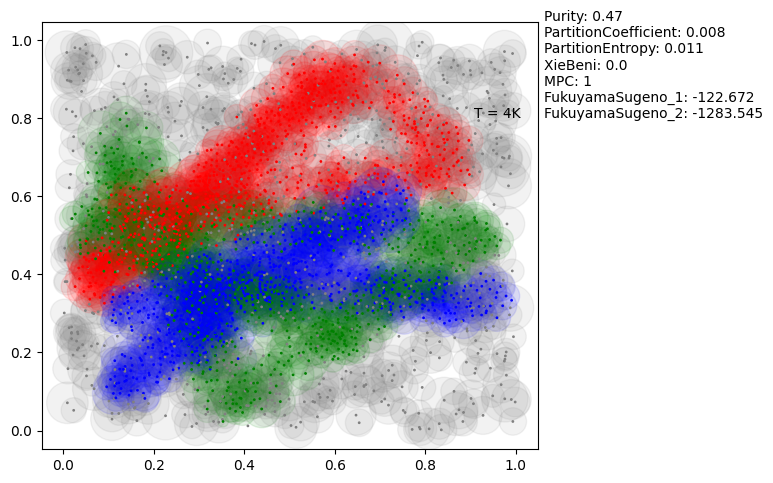 Purity: 0.47
PartitionCoefficient: 0.008
PartitionEntropy: 0.011
XieBeni: 0.0
MPC: 1
FukuyamaSugeno_1: -122.672
FukuyamaSugeno_2: -1283.545
T = 4K
1.0
0.8
0.6
0.4
0.2
0.0
0.0 0.2 0.4 0.6 0.8 1.0